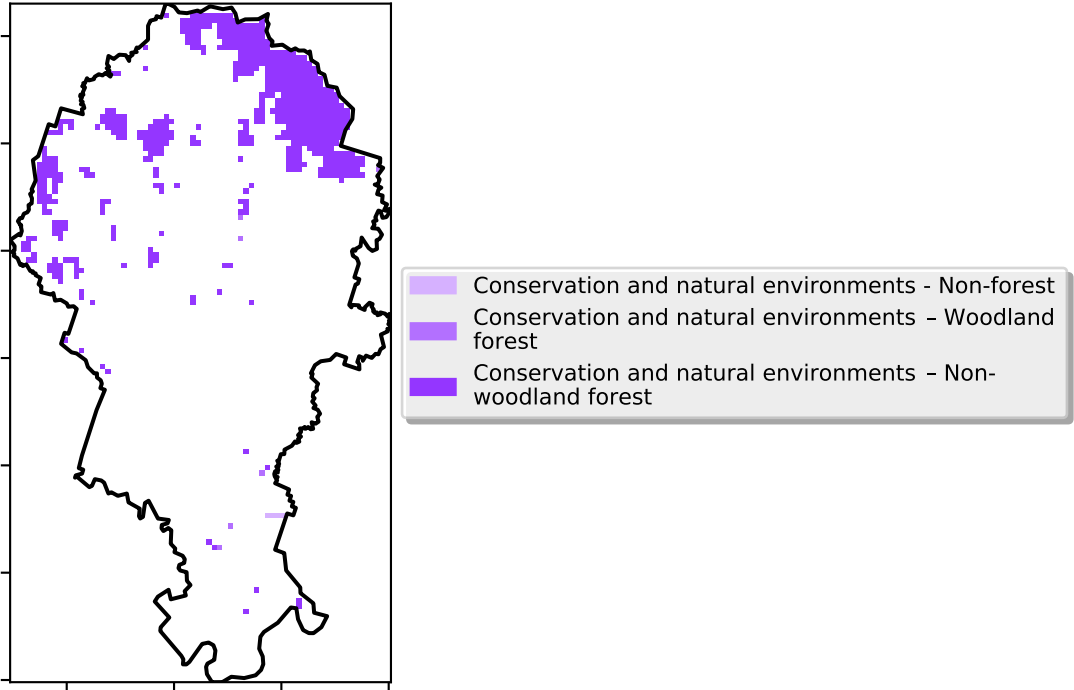 Conservation and natural environments - Non-forest
Conservation and natural environments – Woodland
forest
Conservation and natural environments – Non-
woodland forest